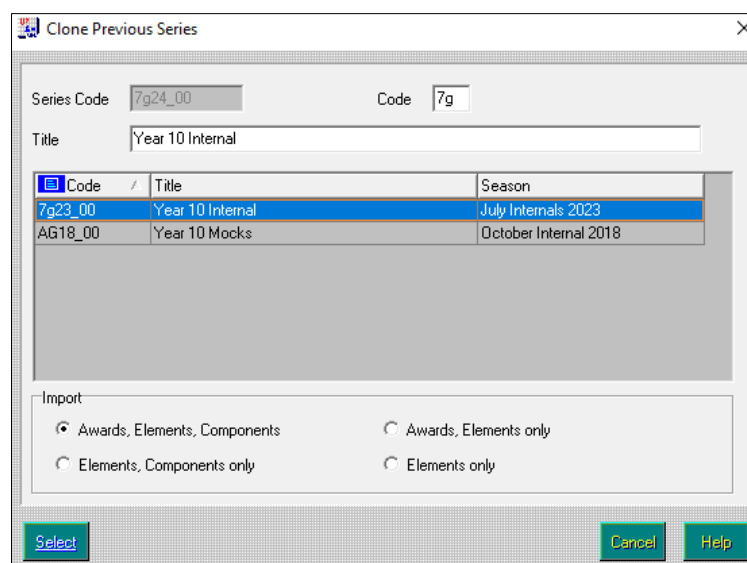 Clone Previous Series
Series Code 7g24_00 Code 7g
Title Year 10 Internal
Code Title Season
7g23_00 Year 10 Internal July Internals 2023
AG18_00 Year 10 Mocks October Internal 2018
Import
Awards, Elements, Components Awards, Elements only
Elements, Components only Elements only
Select Cancel Help